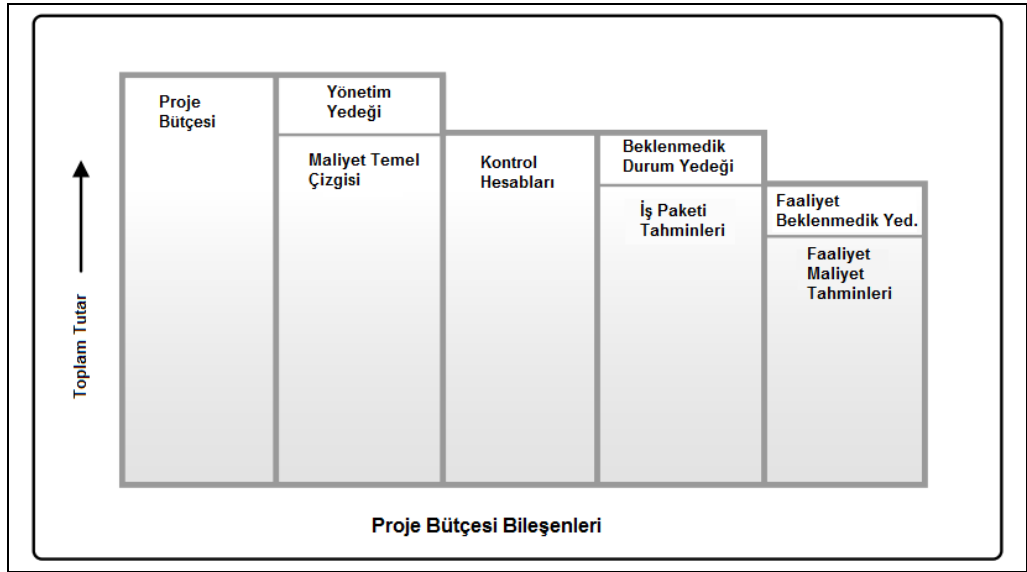 Proje
Bütçesi
Yönetim
Yedeği
Maliyet Temel
Çizgisi
Kontrol
Hesabları
Beklenmedik
Durum Yedeği
İş Paketi
Tahminleri
Faaliyet
Beklenmedik Yed.
Faaliyet
Maliyet
Tahminleri
Toplam Tutar
Proje Bütçesi Bileşenleri